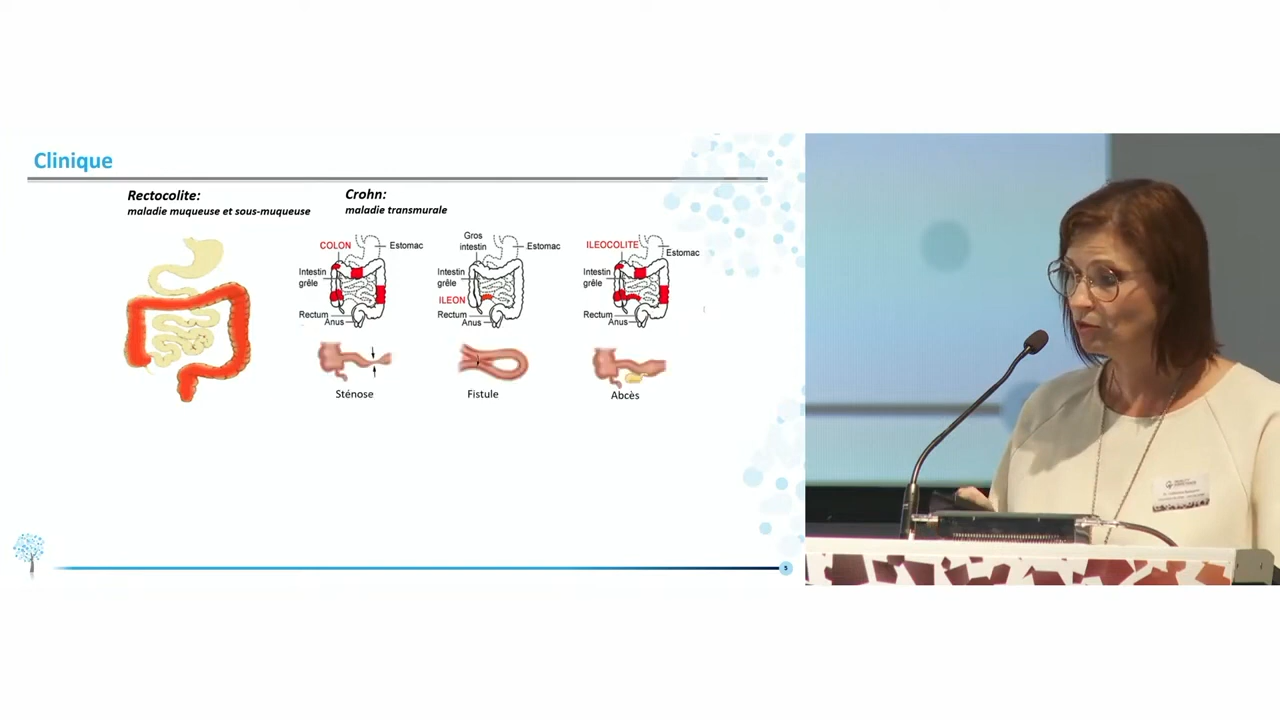 Clinique
Rectocolite:
maladie muqueuse et sous-muqueuse
Crohn:
maladie transmurale
COLON
Estomac
Intestin
grêle
Rectum
Anus
Sténose
Gros
intestin
Estomac
Intestin
grêle
ILEON
Rectum
Anus
Fistule
ILEOCOLITE
Estomac
Intestin
grêle
Rectum
Anus
Abcès
5